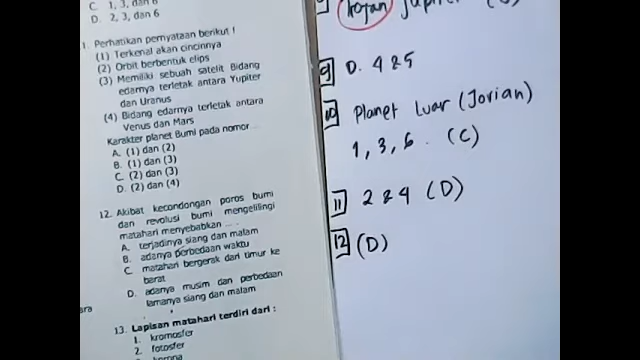 C. 1, 3, dan 6
D. 2, 3, dan 6
1. Perhatikan pernyataan berikut !
(1) Terkenal akan cincinnya
(2) Orbit berbentuk elips
(3) Memiliki sebuah satelit Bidang
edarnya terletak antara Yupiter
dan Uranus
(4) Bidang edarnya terletak antara
Venus dan Mars
Karakter planet Bumi pada nomor
A. (1) dan (2)
B. (1) dan (3)
C. (2) dan (3)
D. (2) dan (4)
12. Akibat kecondongan poros bumi
dan revolusi bumi mengelilingi
matahari menyebabkan ....
A. terjadinya siang dan malam
B. adanya perbedaan waktu
C. matahari bergerak dari timur ke
barat
D. adanya musim dan perbedaan
lamanya siang dan malam
13. Lapisan matahari terdiri dari :
1. kromosfer
2. fotosfer
9 D. 4 & 5
10 Planet Luar (Jovian)
1, 3, 6. (C)
11 2 & 4 (D)
12 (D)